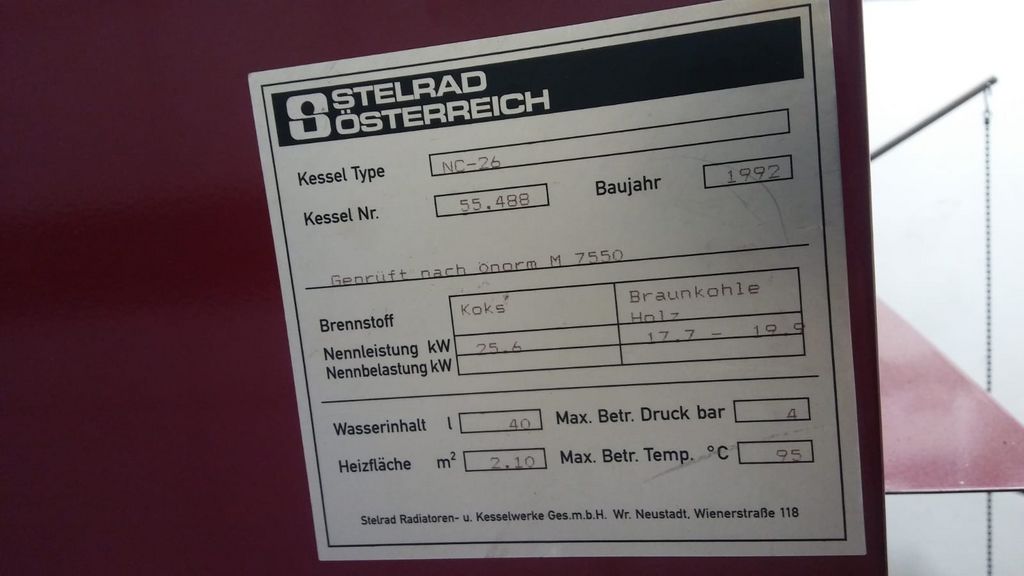 STELRAD
ÖSTERREICH
Kessel Type NC-26
Kessel Nr. 55.488 Baujahr 1992
Geprüft nach önorm M 7550
Brennstoff Koks Braunkohle
Holz
Nennleistung kW 25.6 17.7 - 19.9
Nennbelastung kW
Wasserinhalt l 40 Max. Betr. Druck bar 4
Heizfläche m² 2.10 Max. Betr. Temp. °C 95
Stelrad Radiatoren- u. Kesselwerke Ges.m.b.H. Wr. Neustadt, Wienerstraße 118